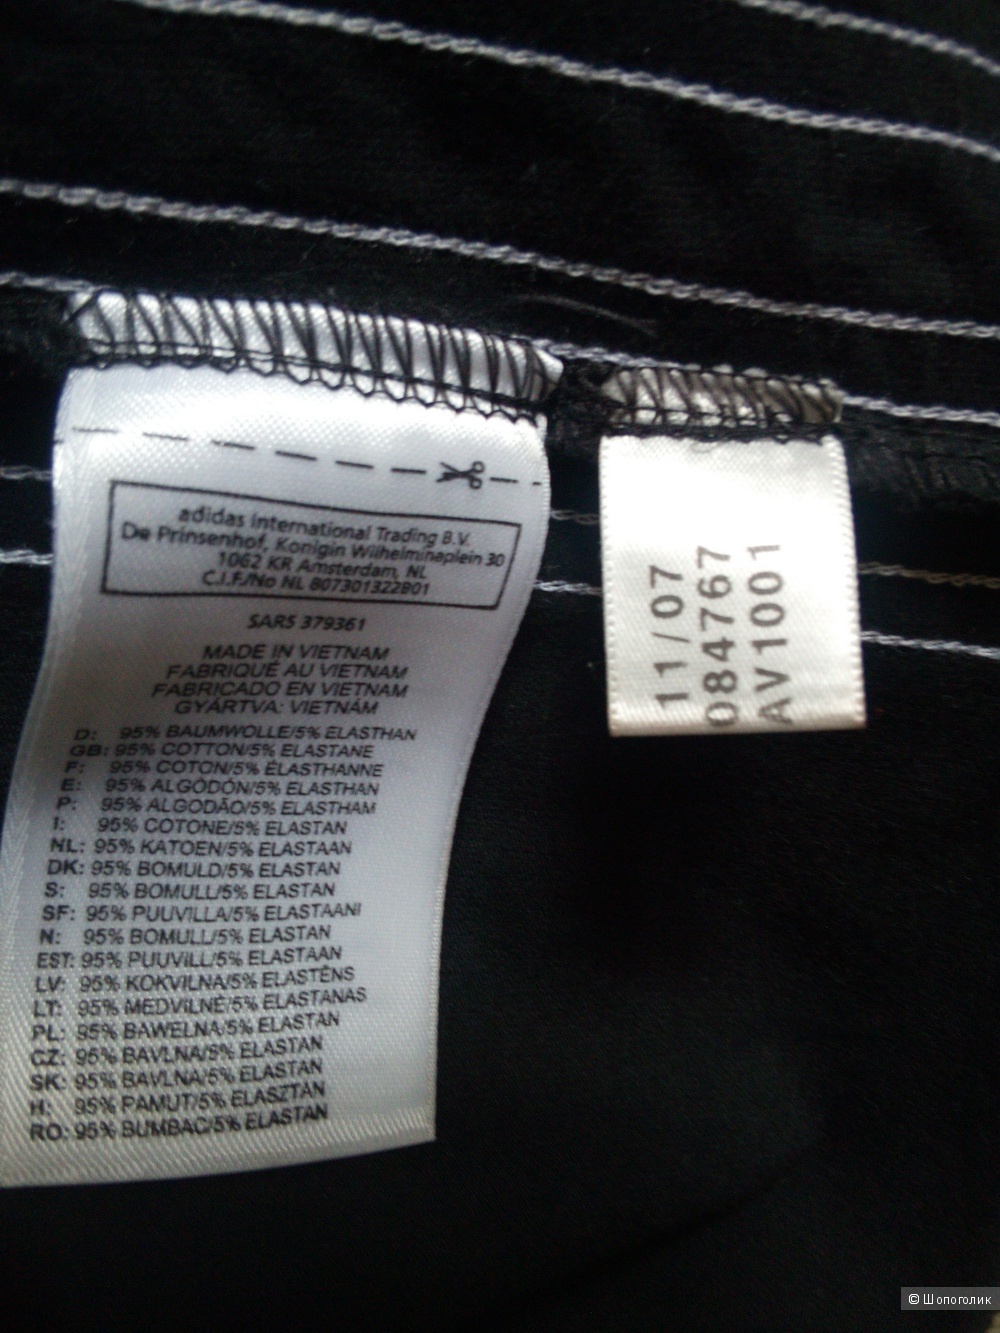 adidas International Trading B.V.
De Prinsenhof, Konigin Wilhelminaplein 30
1062 KR Amsterdam, NL
C.I.F./No NL 807301322B01
SARS 379361
MADE IN VIETNAM
FABRIQUÉ AU VIETNAM
FABRICADO EN VIETNAM
GYÁRTVA: VIETNÁM
D: 95% BAUMWOLLE/5% ELASTHAN
GB: 95% COTTON/5% ELASTANE
F: 95% COTON/5% ÉLASTHANNE
E: 95% ALGODÓN/5% ELASTHAN
P: 95% ALGODÃO/5% ELASTHAM
I: 95% COTONE/5% ELASTAN
NL: 95% KATOEN/5% ELASTAAN
DK: 95% BOMULD/5% ELASTAN
S: 95% BOMULL/5% ELASTAN
SF: 95% PUUVILLA/5% ELASTAANI
N: 95% BOMULL/5% ELASTAN
EST: 95% PUUVILL/5% ELASTAAN
LV: 95% KOKVILNA/5% ELASTĒNS
LT: 95% MEDVILNĖ/5% ELASTANAS
PL: 95% BAWEŁNA/5% ELASTAN
CZ: 95% BAVLNA/5% ELASTAN
SK: 95% BAVLNA/5% ELASTAN
H: 95% PAMUT/5% ELASZTAN
RO: 95% BUMBAC/5% ELASTAN
11/07
084767
AV1001
© Шопоголик